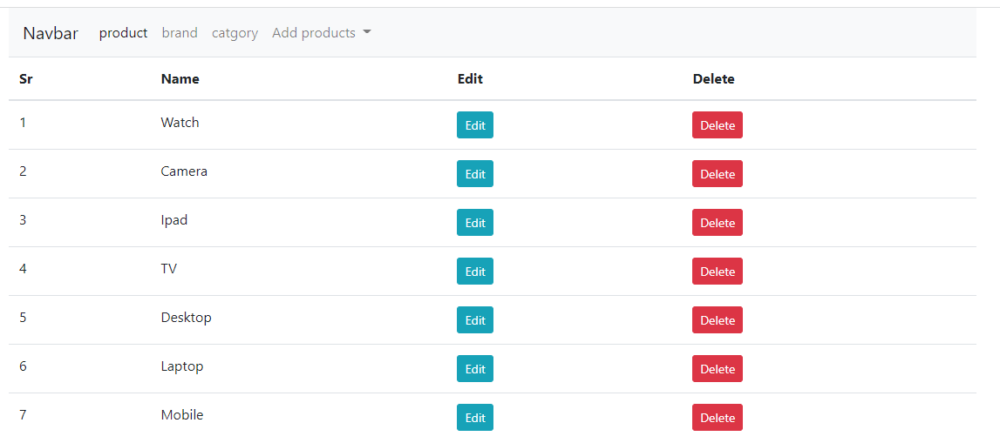 Navbar product brand catgory Add products
Sr Name Edit Delete
1 Watch Edit Delete
2 Camera Edit Delete
3 Ipad Edit Delete
4 TV Edit Delete
5 Desktop Edit Delete
6 Laptop Edit Delete
7 Mobile Edit Delete